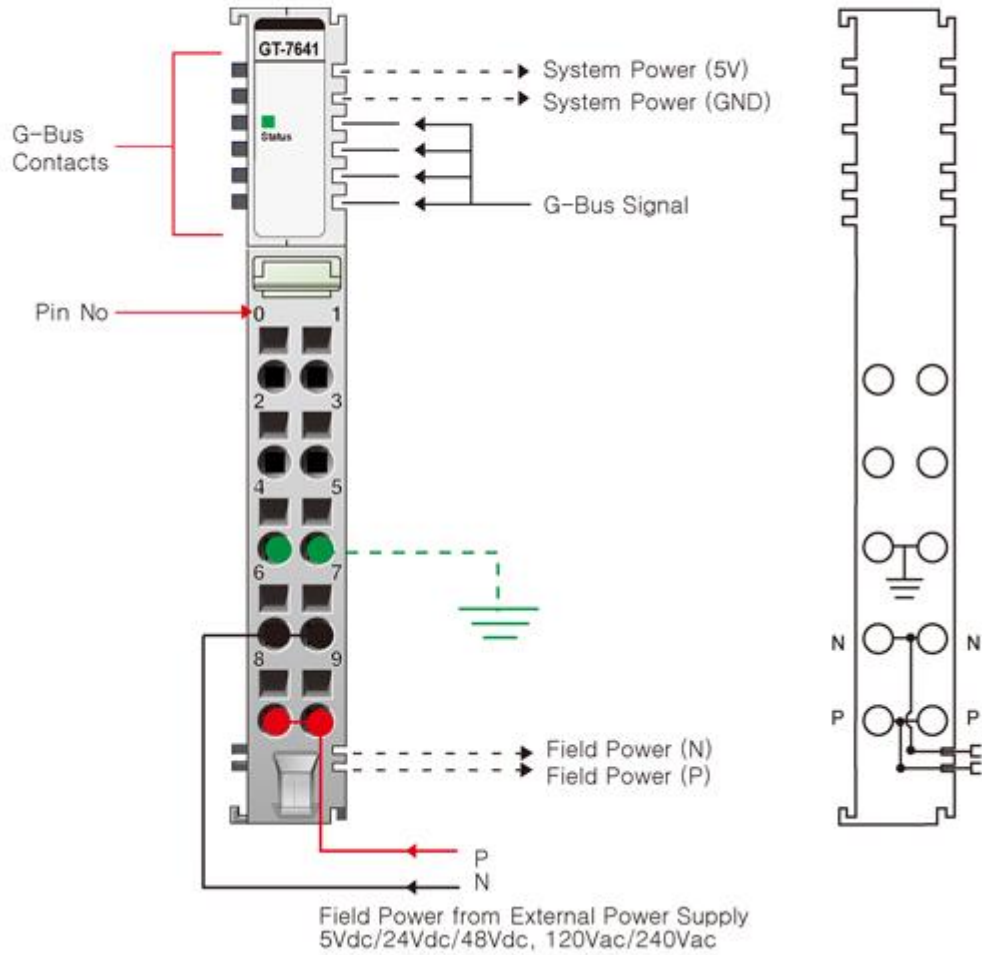 GT-7641
System Power (5V)
System Power (GND)
Status
G-Bus
Contacts
G-Bus Signal
Pin No
0 1
2 3
4 5
6 7
8 9
N N
P P
Field Power (N)
Field Power (P)
P
N
Field Power from External Power Supply
5Vdc/24Vdc/48Vdc, 120Vac/240Vac